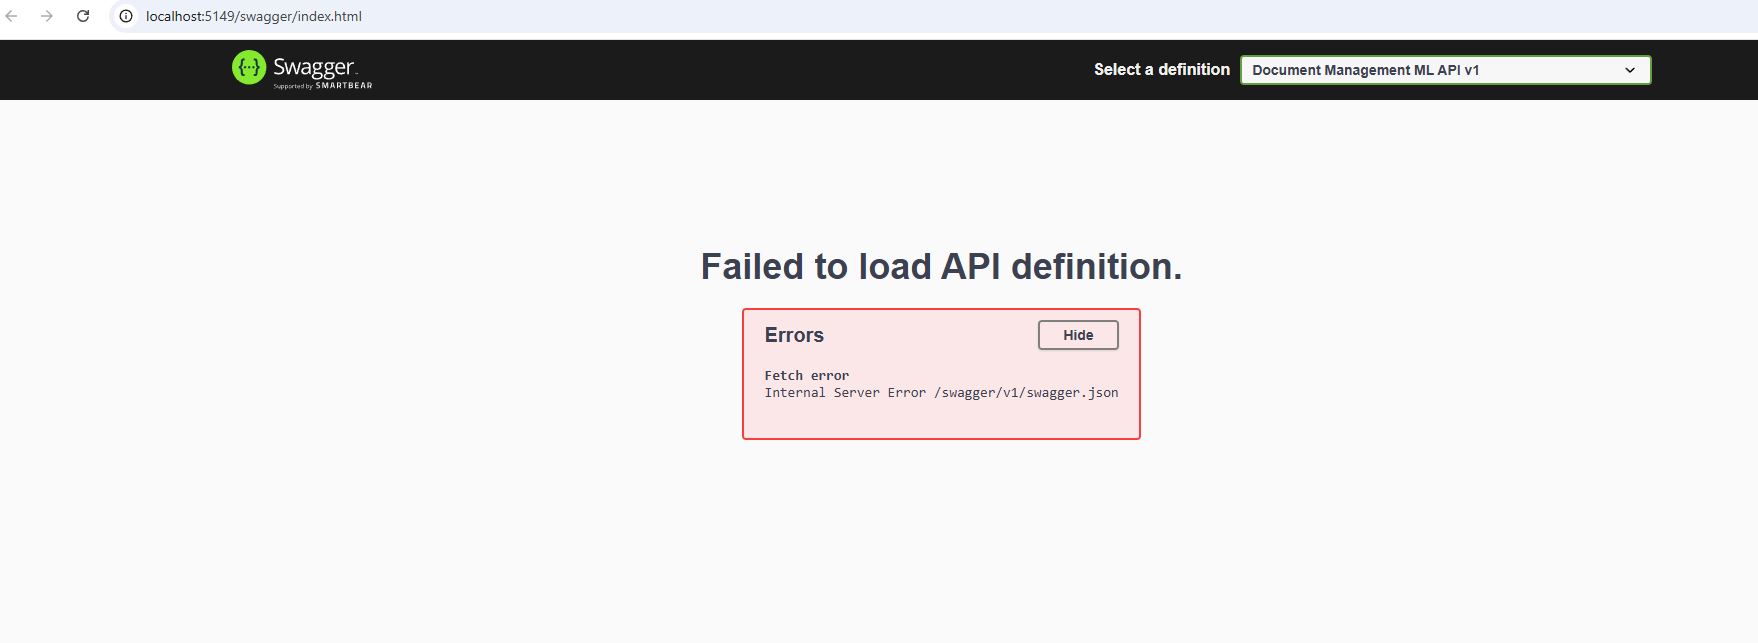 localhost:5149/swagger/index.html
{...} Swagger
Supported by SMARTBEAR
Select a definition
Document Management ML API v1
Failed to load API definition.
Errors
Hide
Fetch error
Internal Server Error /swagger/v1/swagger.json